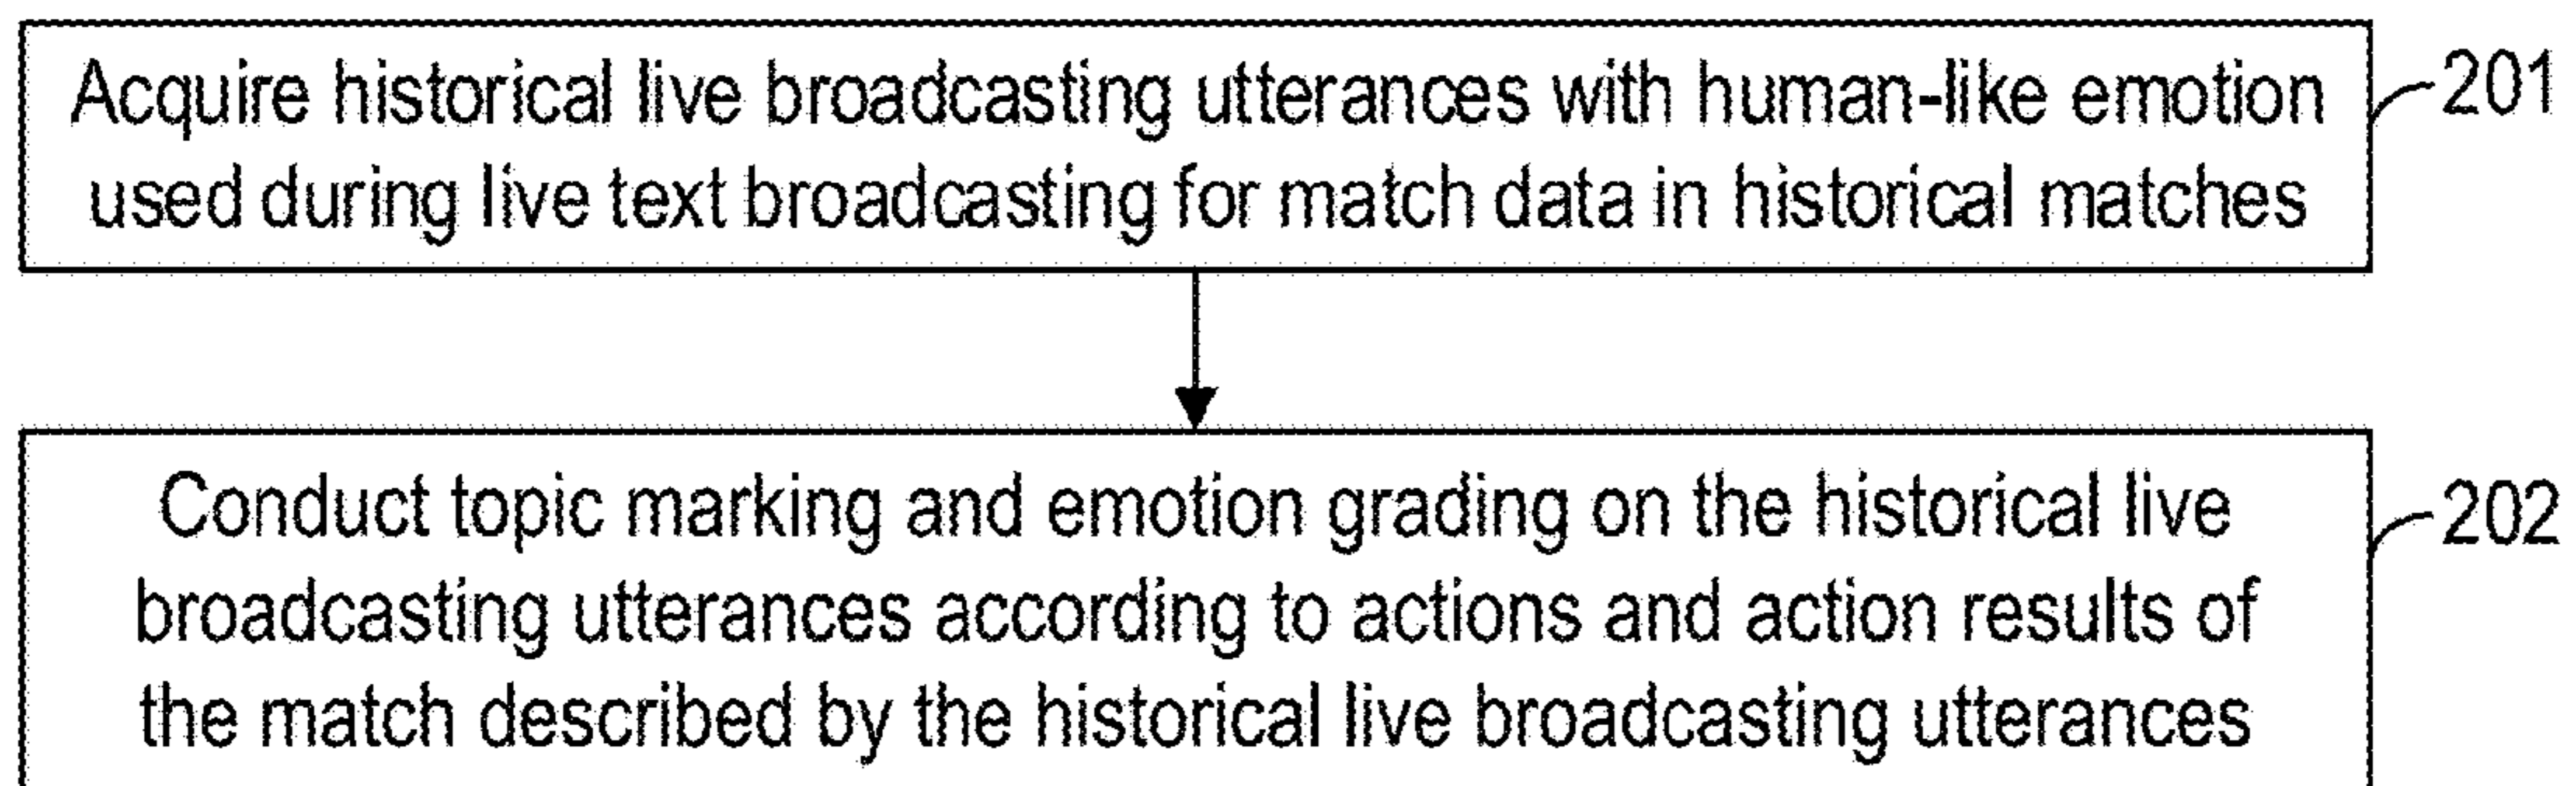 Acquire historical live broadcasting utterances with human-like emotion
used during live text broadcasting for match data in historical matches
201
Conduct topic marking and emotion grading on the historical live
broadcasting utterances according to actions and action results of
the match described by the historical live broadcasting utterances
202